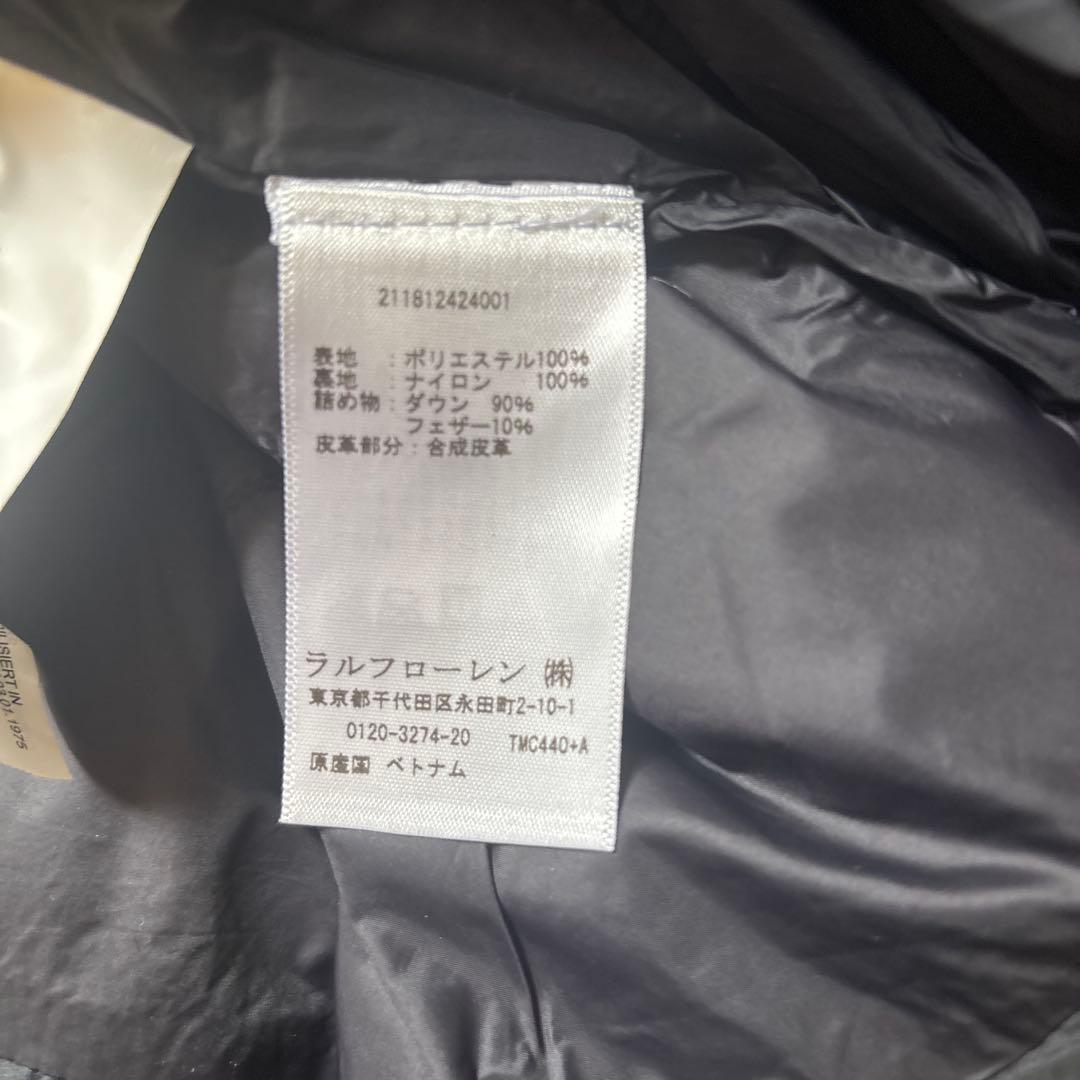 211812424001
表地 :ポリエステル100%
裏地 :ナイロン 100%
詰め物:ダウン 90%
フェザー10%
皮革部分:合成皮革
ラルフローレン ㈱
東京都千代田区永田町2-10-1
0120-3274-20 TMC440+A
原産国 ベトナム
1975